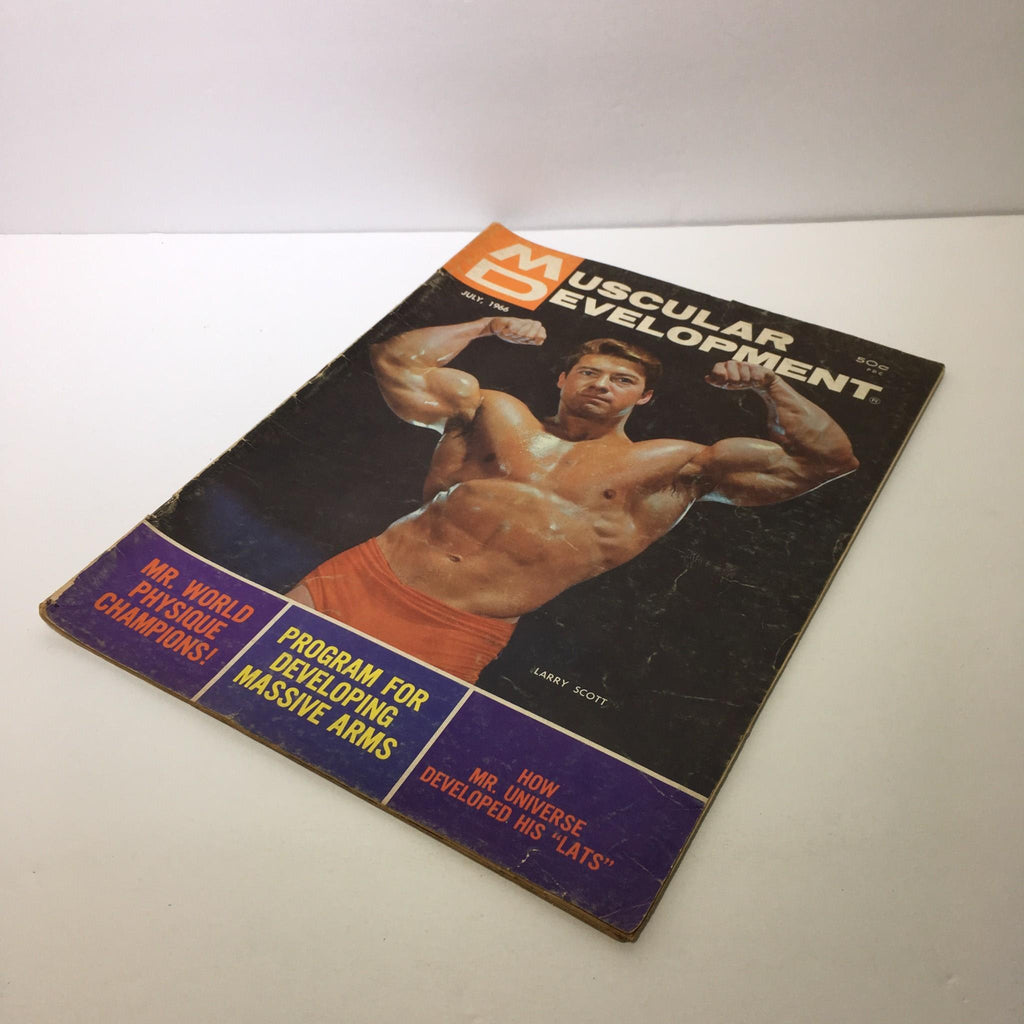 MD
MUSCULAR
DEVELOPMENT®
JULY, 1966
50¢
LARRY SCOTT
MR. WORLD
PHYSIQUE
CHAMPIONS!
PROGRAM FOR
DEVELOPING
MASSIVE ARMS
HOW
MR. UNIVERSE
DEVELOPED HIS "LATS"